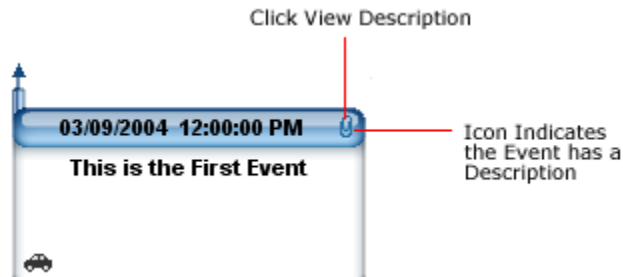 Click View Description
03/09/2004 12:00:00 PM
Icon Indicates
the Event has a
Description
This is the First Event